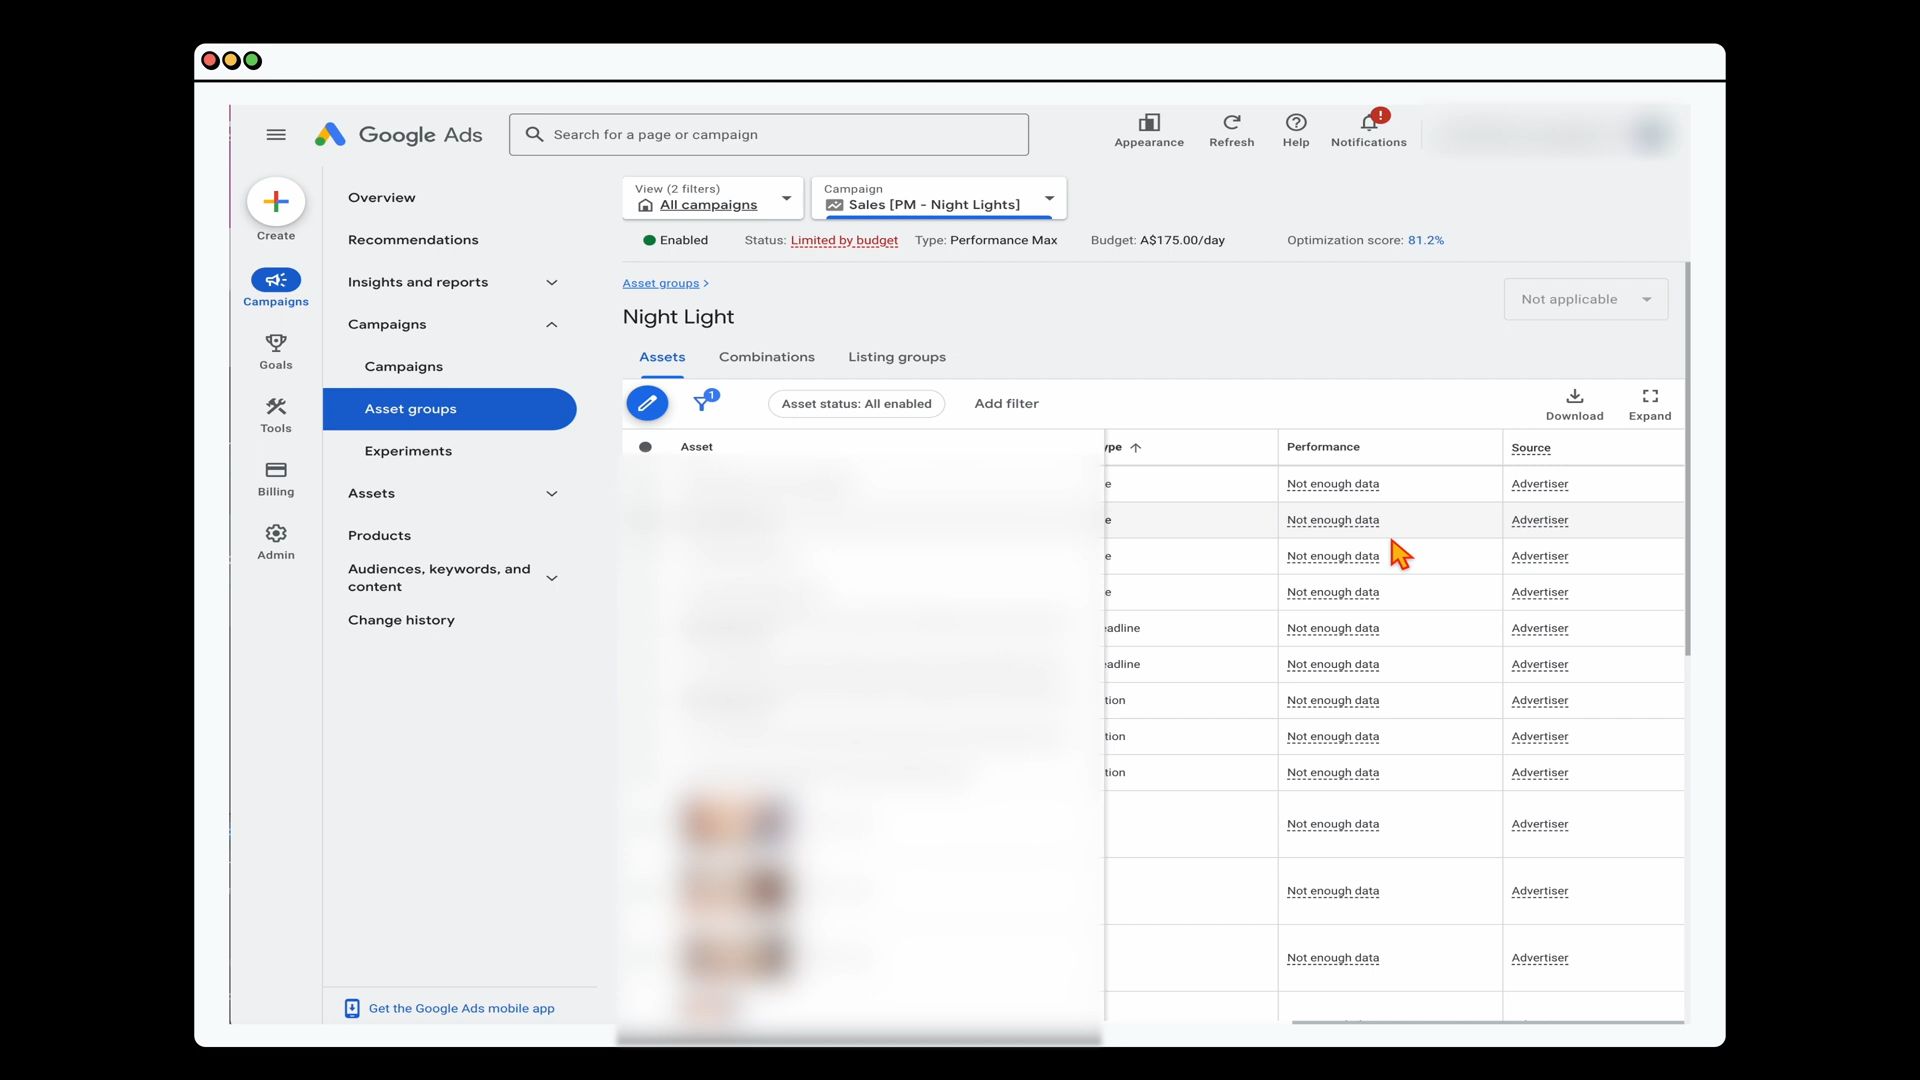 Google Ads
Search for a page or campaign
Appearance
Refresh
Help
!
Notifications
Create
Campaigns
Goals
Tools
Billing
Admin
Overview
Recommendations
Insights and reports
Campaigns
Campaigns
Asset groups
Experiments
Assets
Products
Audiences, keywords, and
content
Change history
Get the Google Ads mobile app
View (2 filters)
All campaigns
Campaign
Sales [PM - Night Lights]
Enabled
Status: Limited by budget
Type: Performance Max
Budget: A$175.00/day
Optimization score: 81.2%
Asset groups >
Night Light
Not applicable
Assets
Combinations
Listing groups
1
Asset status: All enabled
Add filter
Download
Expand
Asset ype Performance Source
e Not enough data Advertiser
e Not enough data Advertiser
e Not enough data Advertiser
e Not enough data Advertiser
eadline Not enough data Advertiser
eadline Not enough data Advertiser
tion Not enough data Advertiser
tion Not enough data Advertiser
tion Not enough data Advertiser
Not enough data Advertiser
Not enough data Advertiser
Not enough data Advertiser